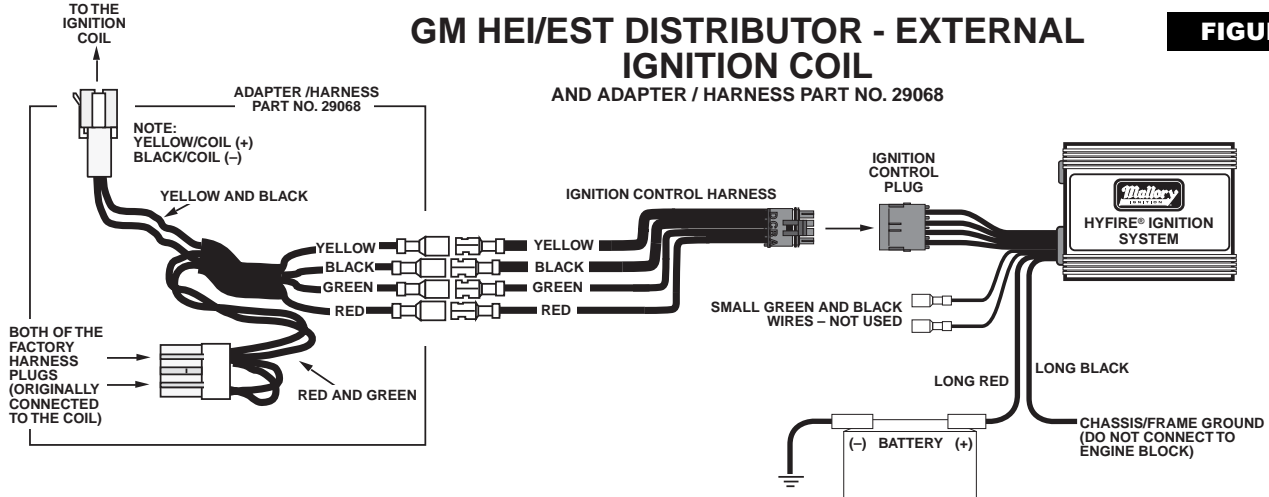 TO THE
IGNITION
COIL
GM HEI/EST DISTRIBUTOR - EXTERNAL
IGNITION COIL
AND ADAPTER / HARNESS PART NO. 29068
ADAPTER /HARNESS
PART NO. 29068
NOTE:
YELLOW/COIL (+)
BLACK/COIL (–)
YELLOW AND BLACK
IGNITION CONTROL HARNESS
IGNITION
CONTROL
PLUG
D C B A
Mallory
IGNITION
HYFIRE® IGNITION
SYSTEM
YELLOW
YELLOW
BLACK
BLACK
GREEN
GREEN
RED
RED
SMALL GREEN AND BLACK
WIRES – NOT USED
BOTH OF THE
FACTORY
HARNESS
PLUGS
(ORIGINALLY
CONNECTED
TO THE COIL)
RED AND GREEN
LONG RED
LONG BLACK
(–) BATTERY (+)
CHASSIS/FRAME GROUND
(DO NOT CONNECT TO
ENGINE BLOCK)